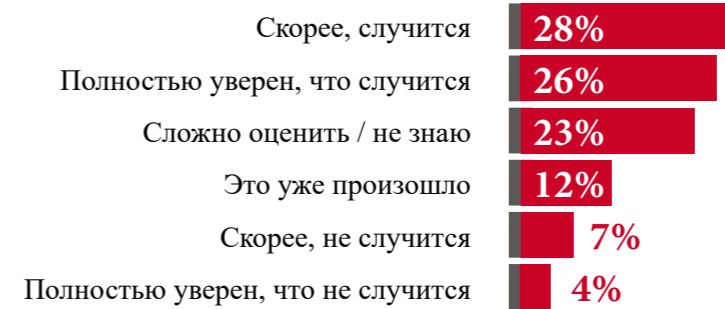 Скорее, случится 28%
Полностью уверен, что случится 26%
Сложно оценить / не знаю 23%
Это уже произошло 12%
Скорее, не случится 7%
Полностью уверен, что не случится 4%